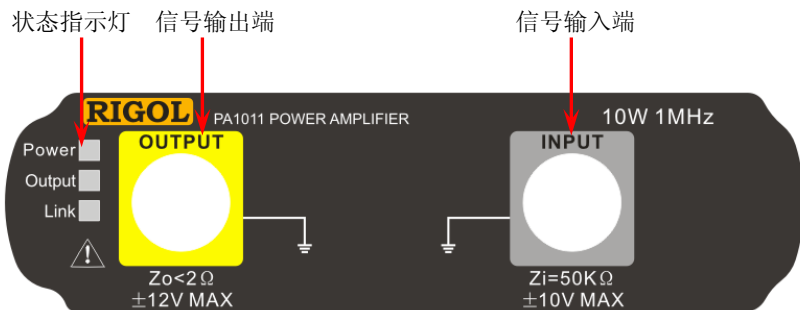 状态指示灯 信号输出端 信号输入端
RIGOL PA1011 POWER AMPLIFIER 10W 1MHz
Power OUTPUT INPUT
Output
Link
Zo<2Ω Zi=50KΩ
±12V MAX ±10V MAX